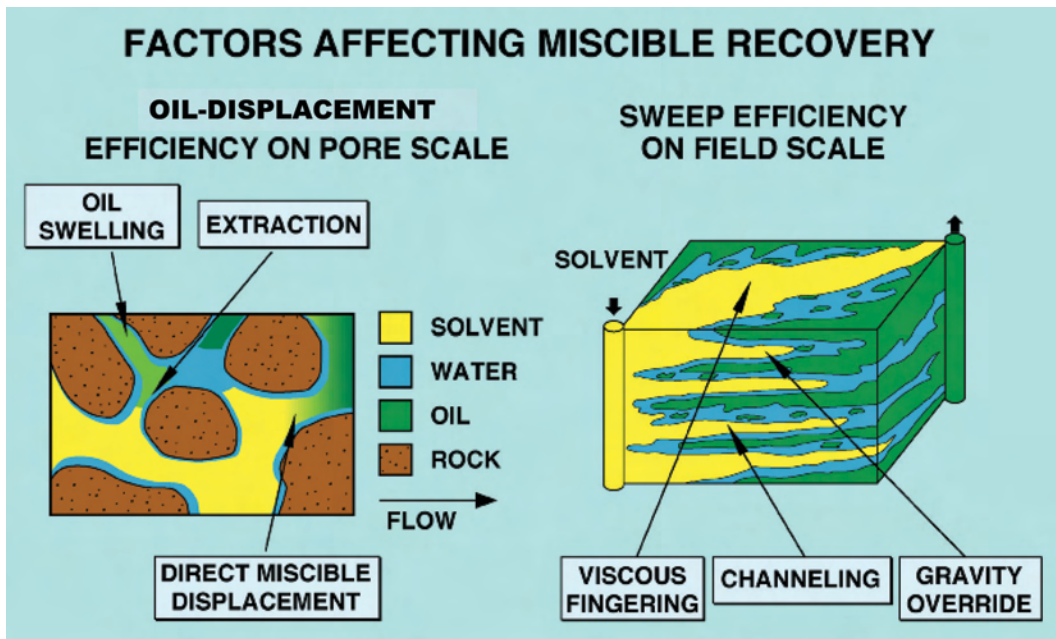 FACTORS AFFECTING MISCIBLE RECOVERY
OIL-DISPLACEMENT
EFFICIENCY ON PORE SCALE
OIL
SWELLING
EXTRACTION
SOLVENT
WATER
OIL
ROCK
FLOW
DIRECT MISCIBLE
DISPLACEMENT
SWEEP EFFICIENCY
ON FIELD SCALE
SOLVENT
VISCOUS
FINGERING
CHANNELING
GRAVITY
OVERRIDE